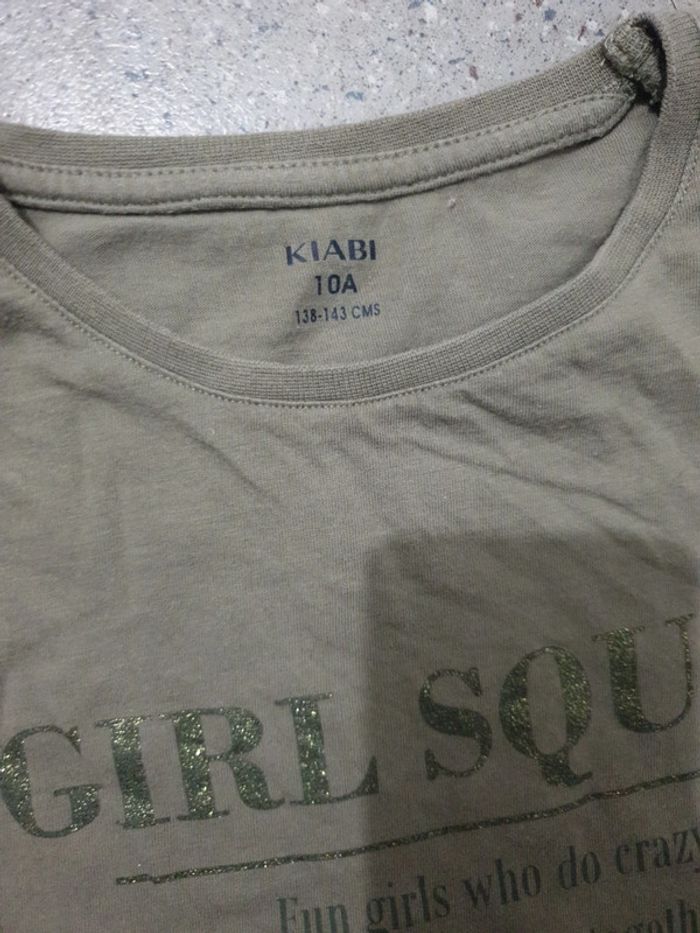 KIABI
10A
138-143 CMS
GIRL SQU
Fun girls who do crazy